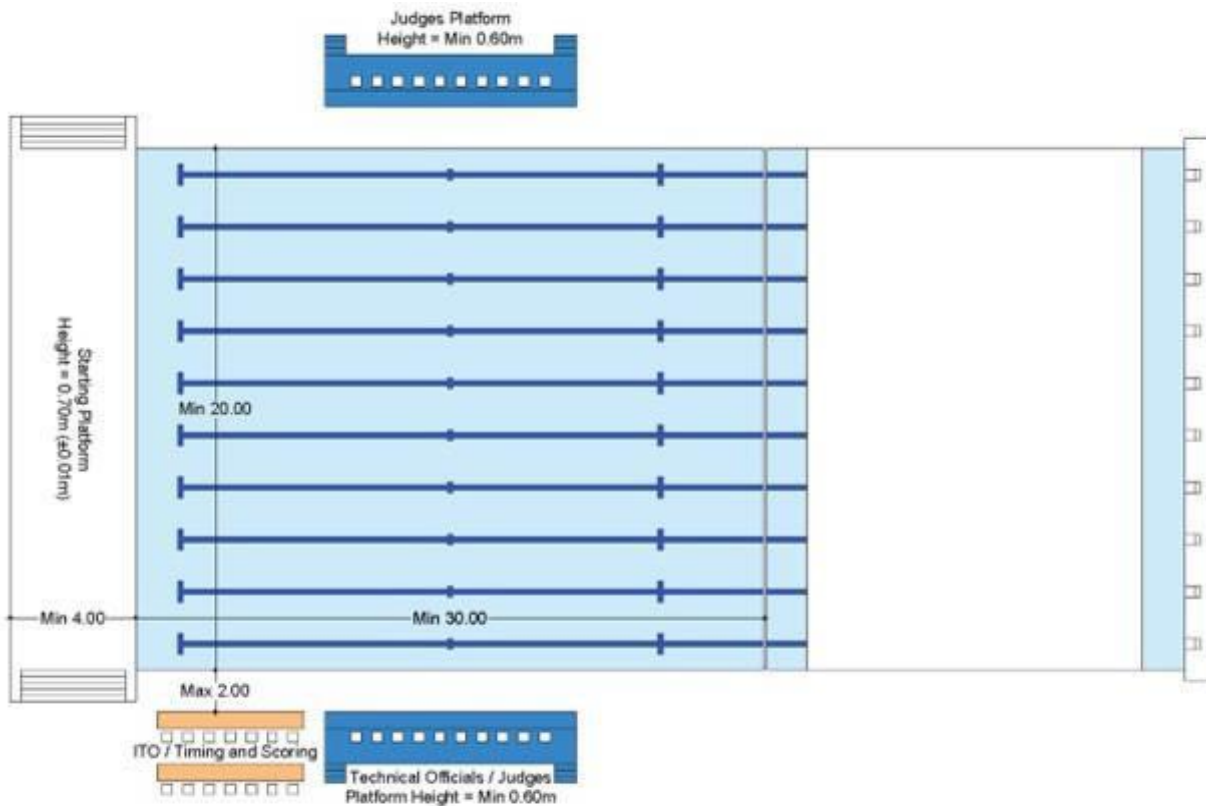 Judges Platform
Height = Min 0.60m
Starting Platform
Height = 0.70m (±0.01m)
Min 20.00
Min 4.00
Min 30.00
Max 2.00
ITO / Timing and Scoring
Technical Officials / Judges
Platform Height = Min 0.60m